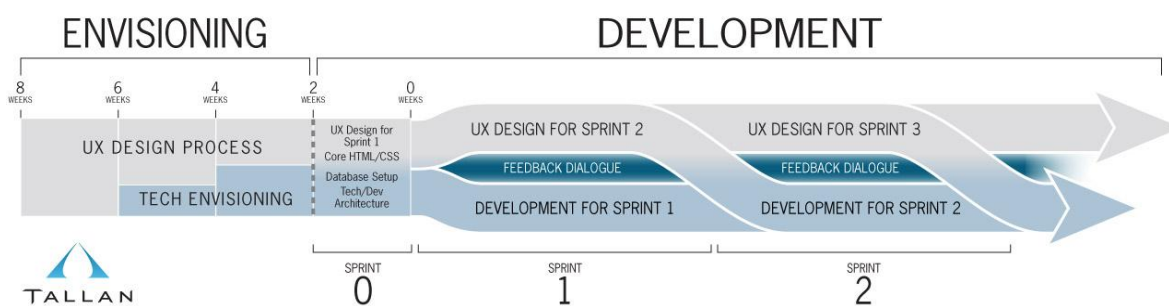 ENVISIONING
DEVELOPMENT
8
WEEKS
6
WEEKS
4
WEEKS
2
WEEKS
0
WEEKS
UX DESIGN PROCESS
TECH ENVISIONING
UX Design for
Sprint 1
Core HTML/CSS
Database Setup
Tech/Dev
Architecture
UX DESIGN FOR SPRINT 2
FEEDBACK DIALOGUE
DEVELOPMENT FOR SPRINT 1
UX DESIGN FOR SPRINT 3
FEEDBACK DIALOGUE
DEVELOPMENT FOR SPRINT 2
SPRINT
0
SPRINT
1
SPRINT
2
TALLAN